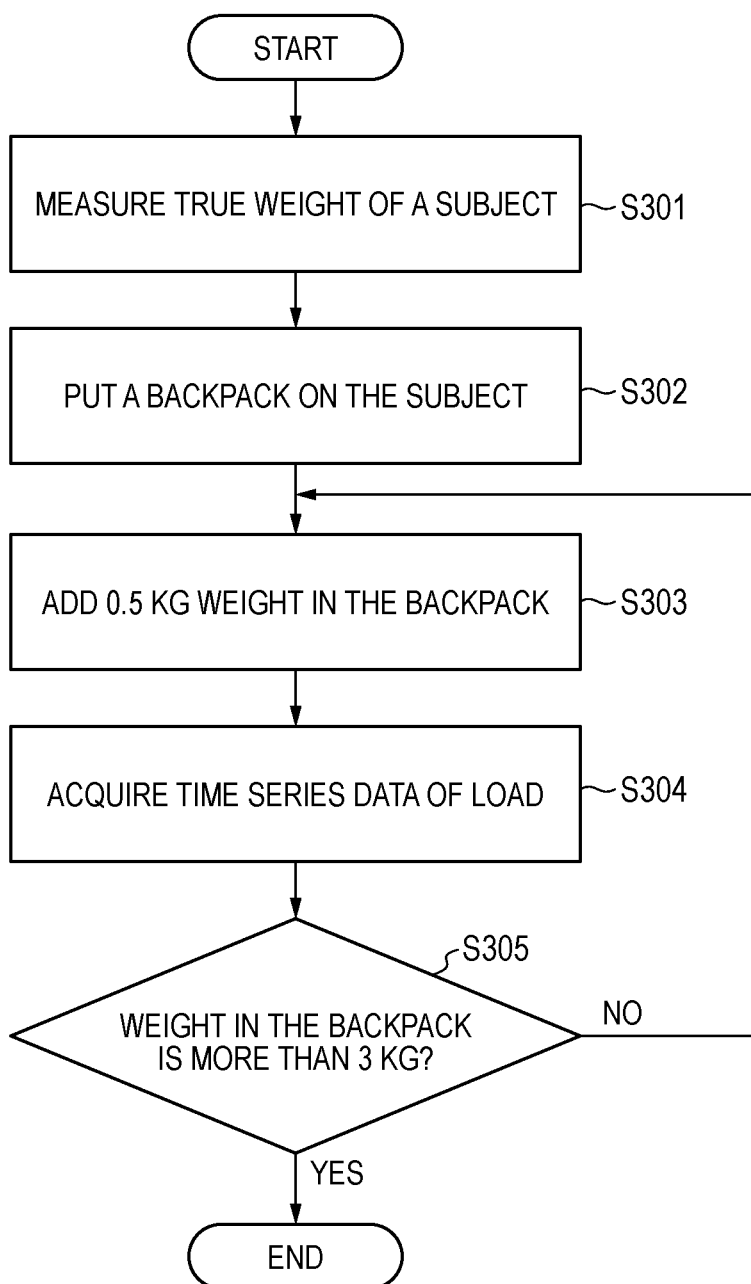 START
MEASURE TRUE WEIGHT OF A SUBJECT
S301
PUT A BACKPACK ON THE SUBJECT
S302
ADD 0.5 KG WEIGHT IN THE BACKPACK
S303
ACQUIRE TIME SERIES DATA OF LOAD
S304
S305
WEIGHT IN THE BACKPACK
IS MORE THAN 3 KG?
NO
YES
END